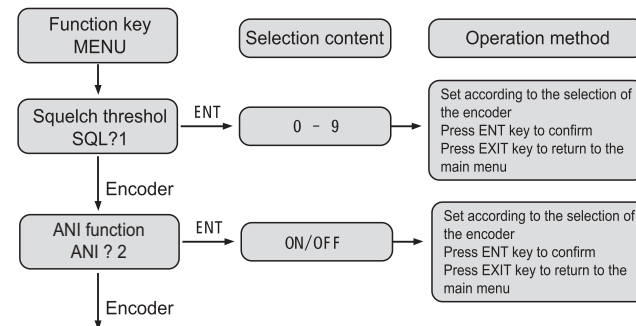 Function key
MENU
Selection content
Operation method
Squelch threshol
SQL?1
ENT
0 - 9
Set according to the selection of
the encoder
Press ENT key to confirm
Press EXIT key to return to the
main menu
Encoder
ANI function
ANI ? 2
ENT
ON/OFF
Set according to the selection of
the encoder
Press ENT key to confirm
Press EXIT key to return to the
main menu
Encoder